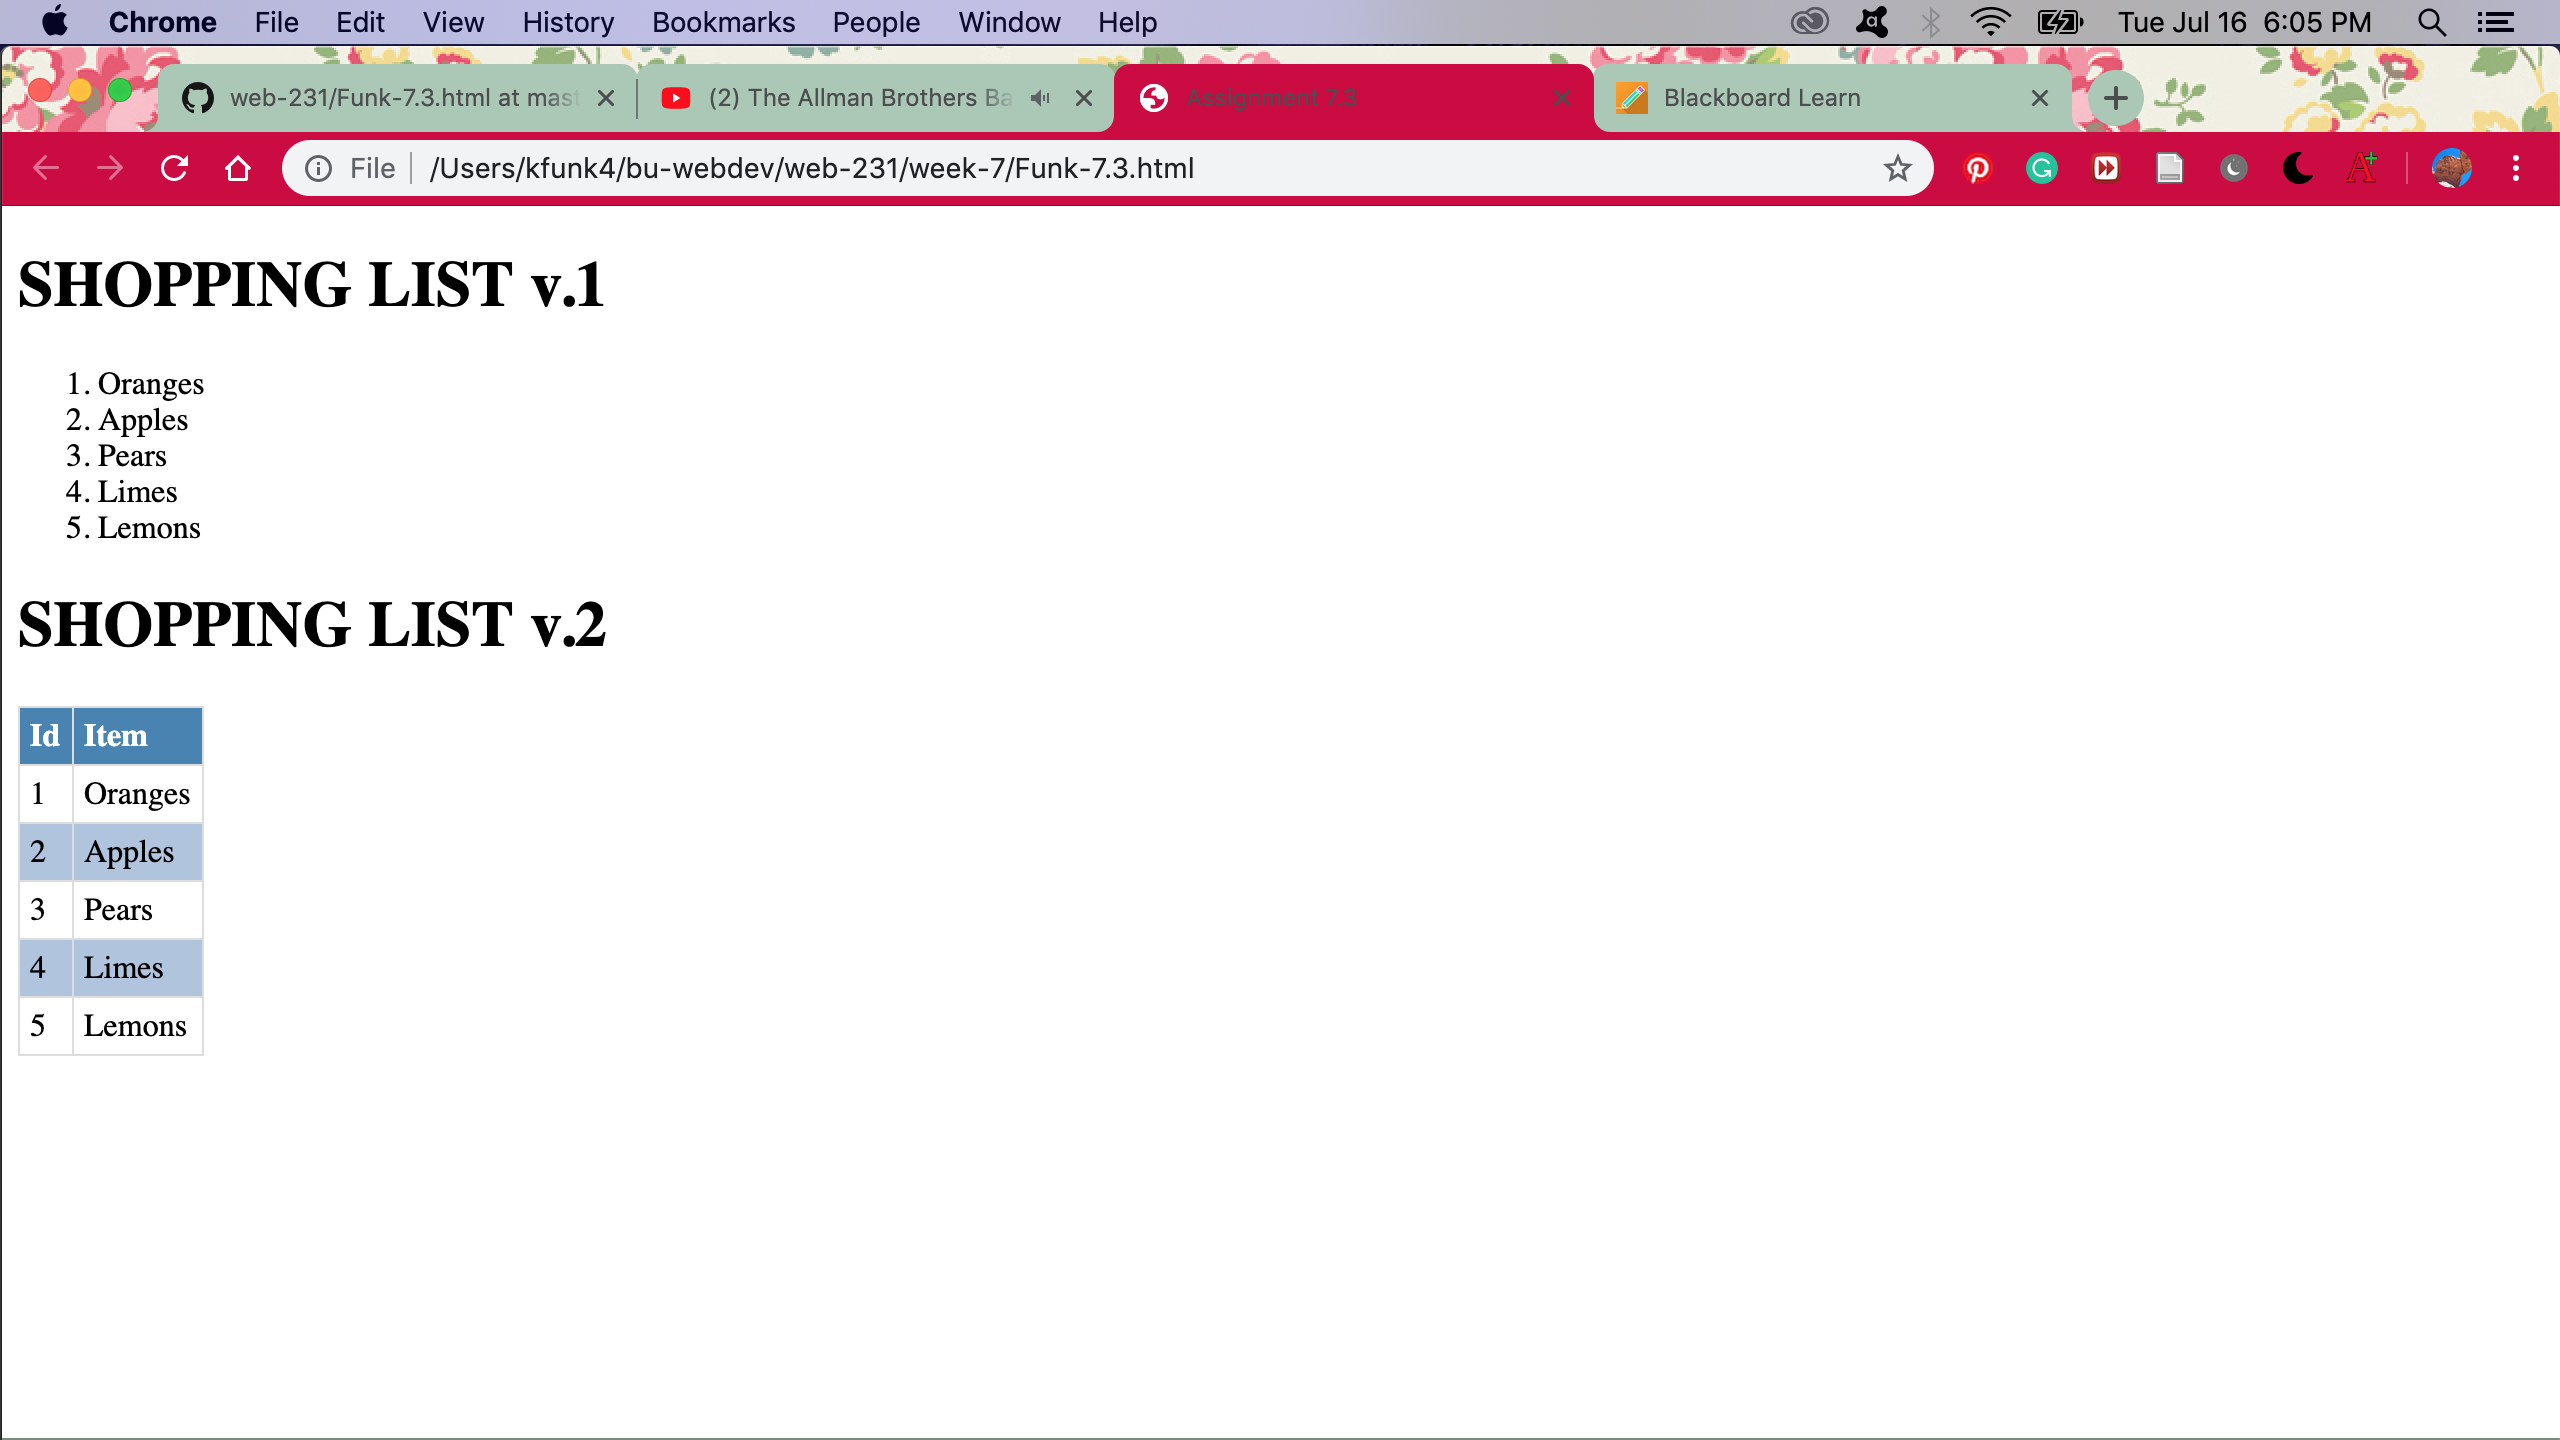 Chrome File Edit View History Bookmarks People Window Help Tue Jul 16 6:05 PM
web-231/Funk-7.3.html at mast (2) The Allman Brothers Ba Assignment 7.3 Blackboard Learn
File /Users/kfunk4/bu-webdev/web-231/week-7/Funk-7.3.html
SHOPPING LIST v.1
1. Oranges
2. Apples
3. Pears
4. Limes
5. Lemons
SHOPPING LIST v.2
Id Item
1 Oranges
2 Apples
3 Pears
4 Limes
5 Lemons